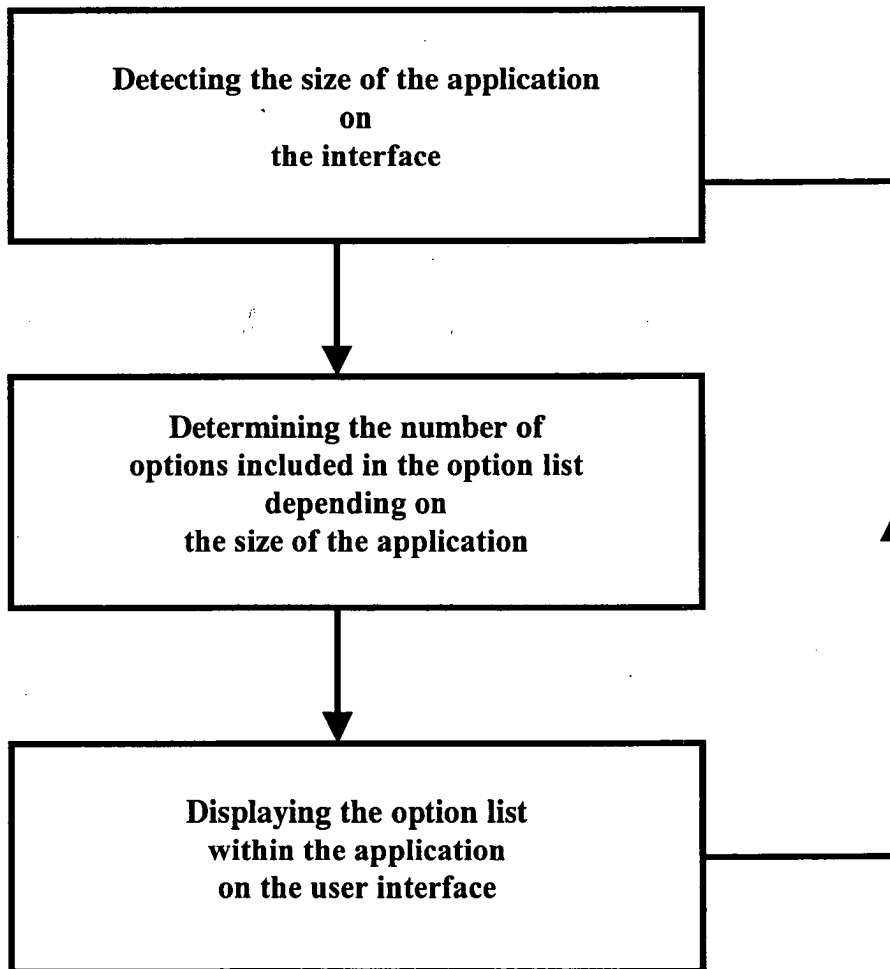 Detecting the size of the application
on
the interface
Determining the number of
options included in the option list
depending on
the size of the application
Displaying the option list
within the application
on the user interface